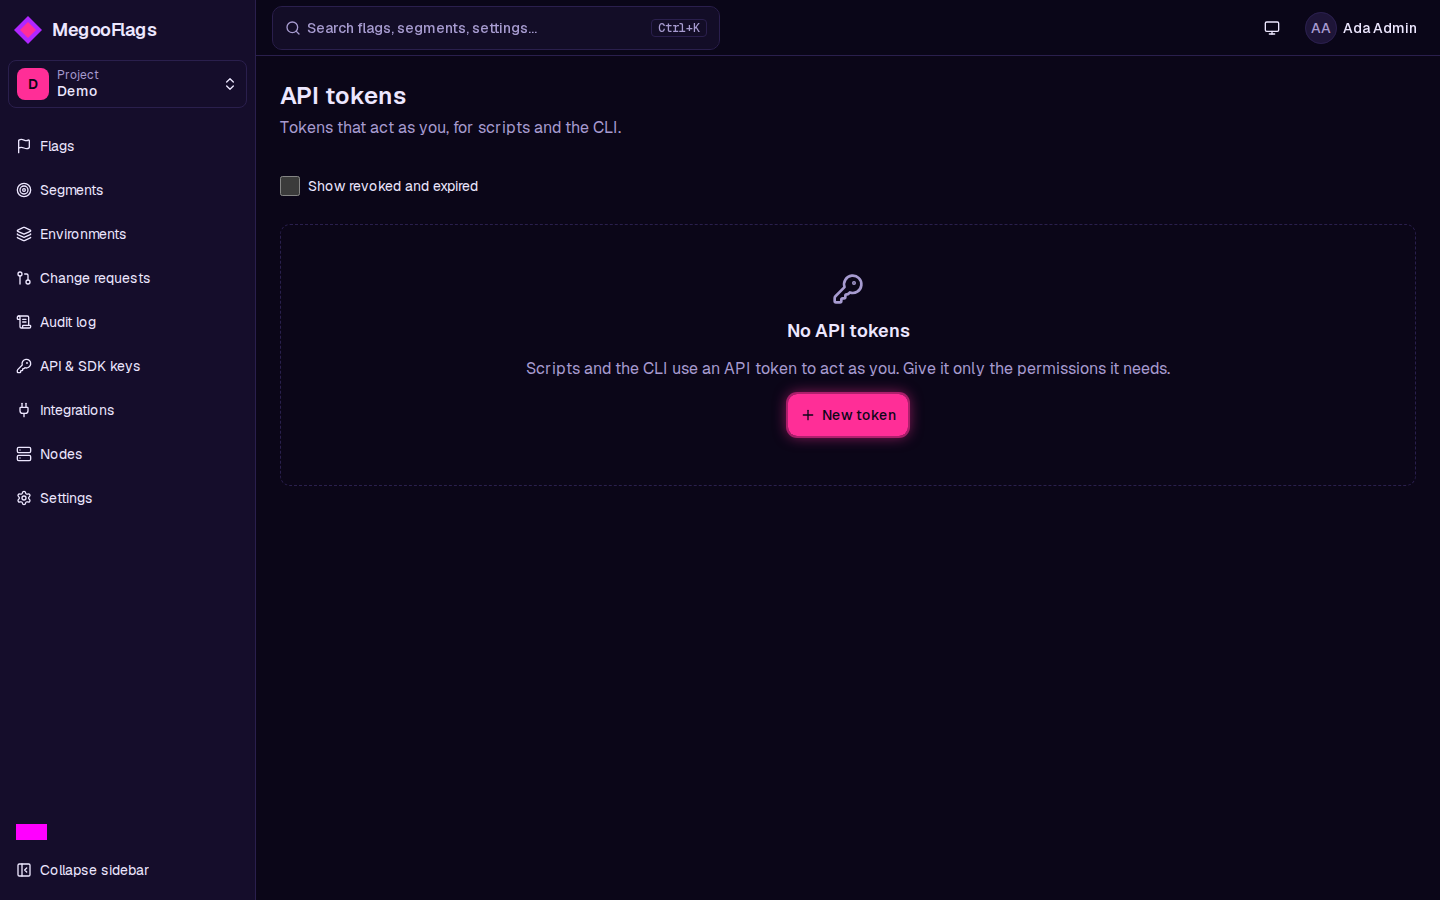 MegooFlags
Search flags, segments, settings...
Ctrl+K
AA
Ada Admin
D
Project
Demo
Flags
Segments
Environments
Change requests
Audit log
API & SDK keys
Integrations
Nodes
Settings
Collapse sidebar
API tokens
Tokens that act as you, for scripts and the CLI.
Show revoked and expired
No API tokens
Scripts and the CLI use an API token to act as you. Give it only the permissions it needs.
New token